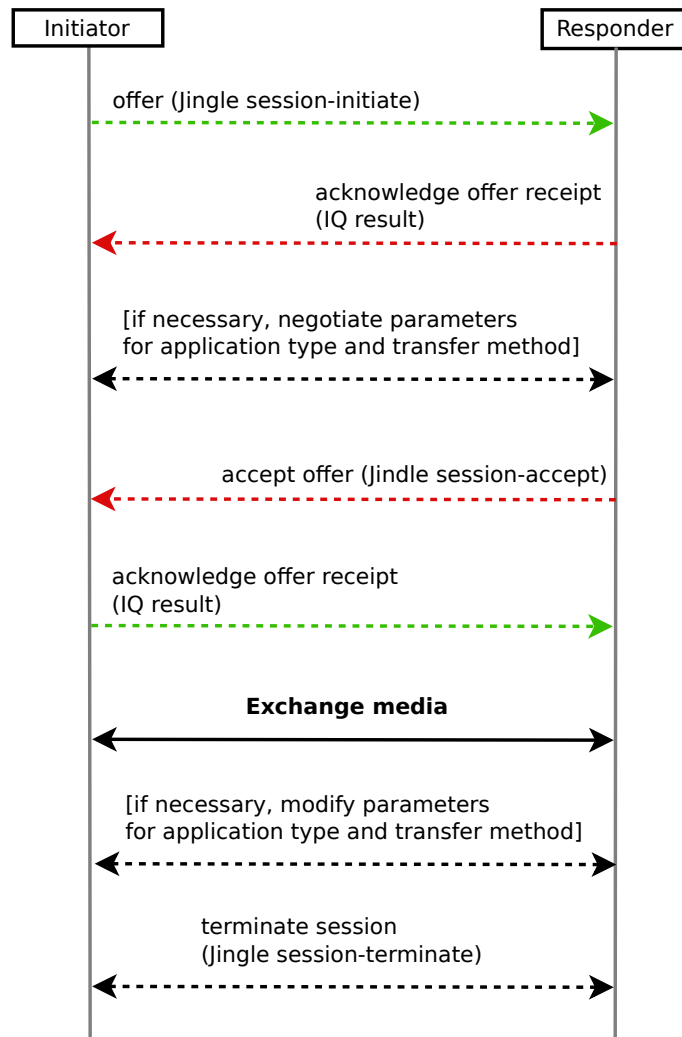 Initiator
Responder
offer (Jingle session-initiate)
acknowledge offer receipt
(IQ result)
[if necessary, negotiate parameters
for application type and transfer method]
accept offer (Jindle session-accept)
acknowledge offer receipt
(IQ result)
Exchange media
[if necessary, modify parameters
for application type and transfer method]
terminate session
(Jingle session-terminate)